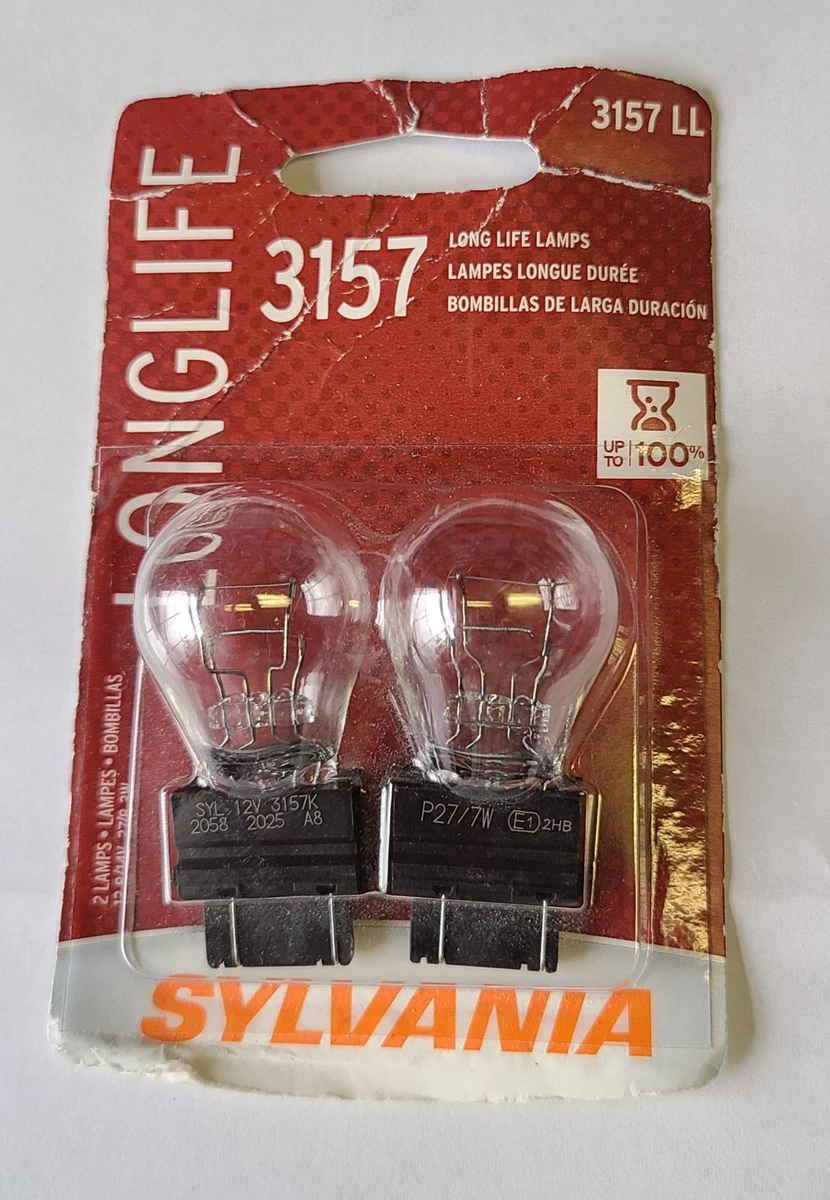 3157 LL
LONGLIFE
3157
LONG LIFE LAMPS
LAMPES LONGUE DURÉE
BOMBILLAS DE LARGA DURACIÓN
UP TO 100%
2 LAMPS • LAMPES • BOMBILLAS
SYL 12V 3157K
2058 2025 A8
P27/7W E1 2HB
SYLVANIA